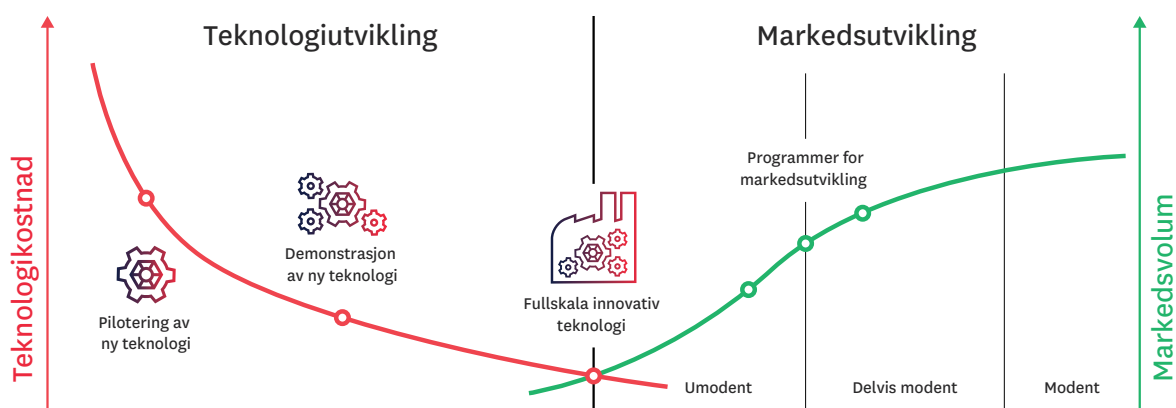 Teknologiutvikling
Markedsutvikling
Teknologikostnad
Pilotering av
ny teknologi
Demonstrasjon
av ny teknologi
Fullskala innovativ
teknologi
Programmer for
markedsutvikling
Umodent
Delvis modent
Modent
Markedsvolum